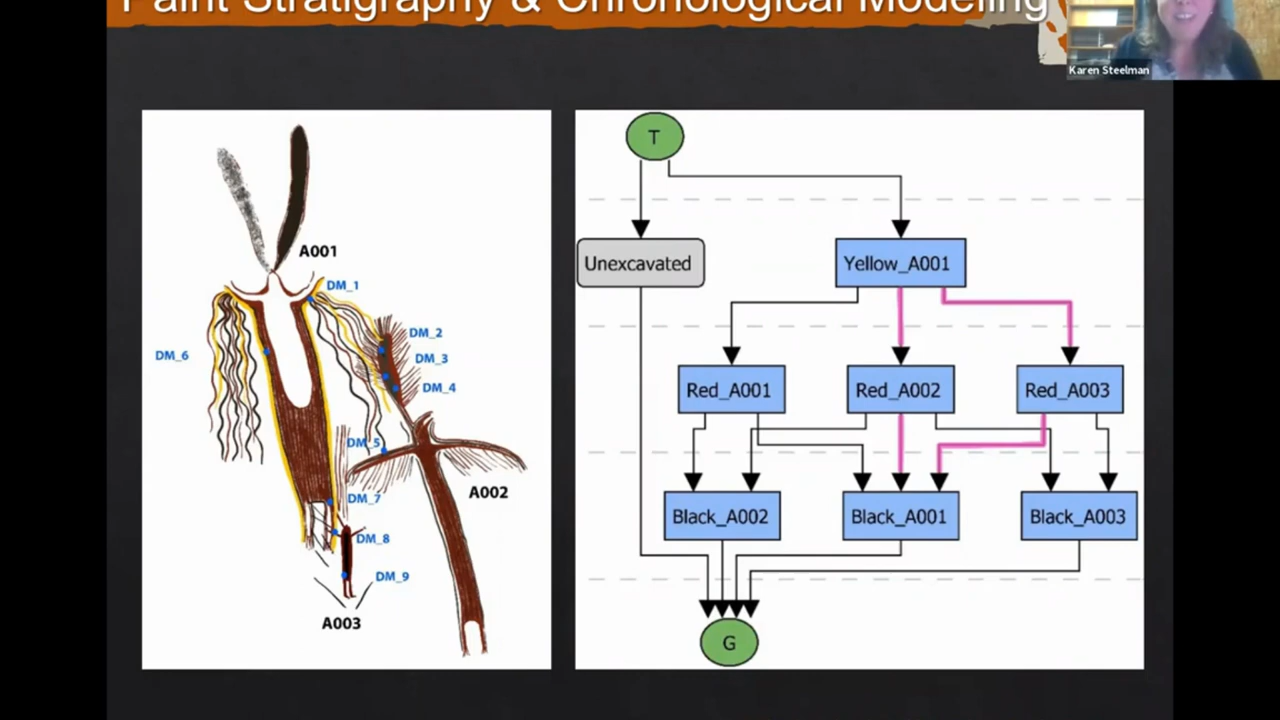 Paint Stratigraphy & Chronological Modeling
Karen Steelman
A001
DM_1
DM_2
DM_3
DM_4
DM_6
DM_5
A002
DM_7
DM_8
DM_9
A003
T
Unexcavated
Yellow_A001
Red_A001
Red_A002
Red_A003
Black_A002
Black_A001
Black_A003
G